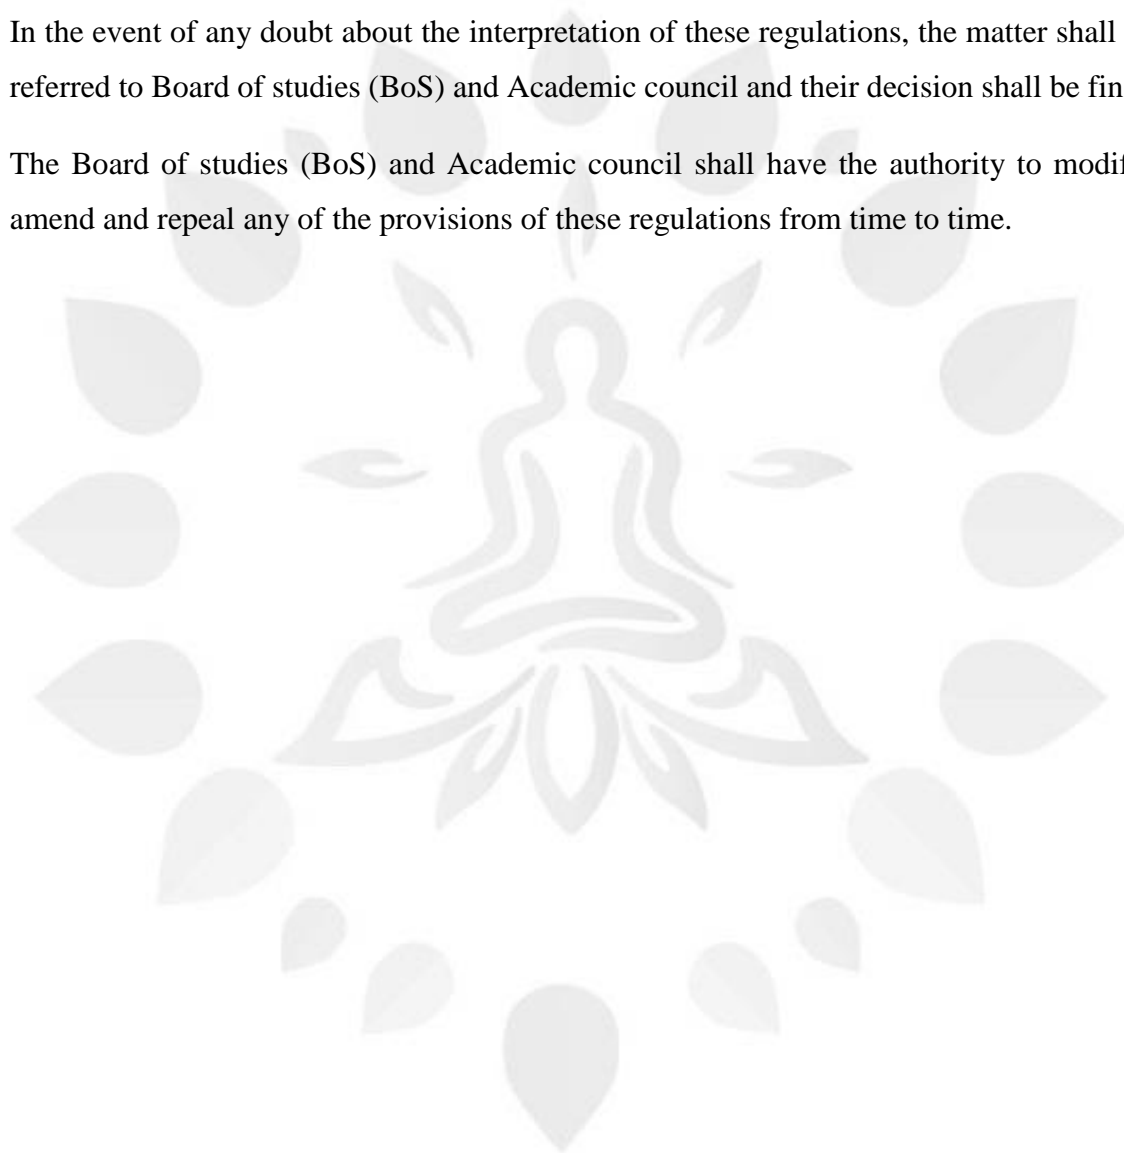 In the event of any doubt about the interpretation of these regulations, the matter shall
referred to Board of studies (BoS) and Academic council and their decision shall be fin
The Board of studies (BoS) and Academic council shall have the authority to modif
amend and repeal any of the provisions of these regulations from time to time.